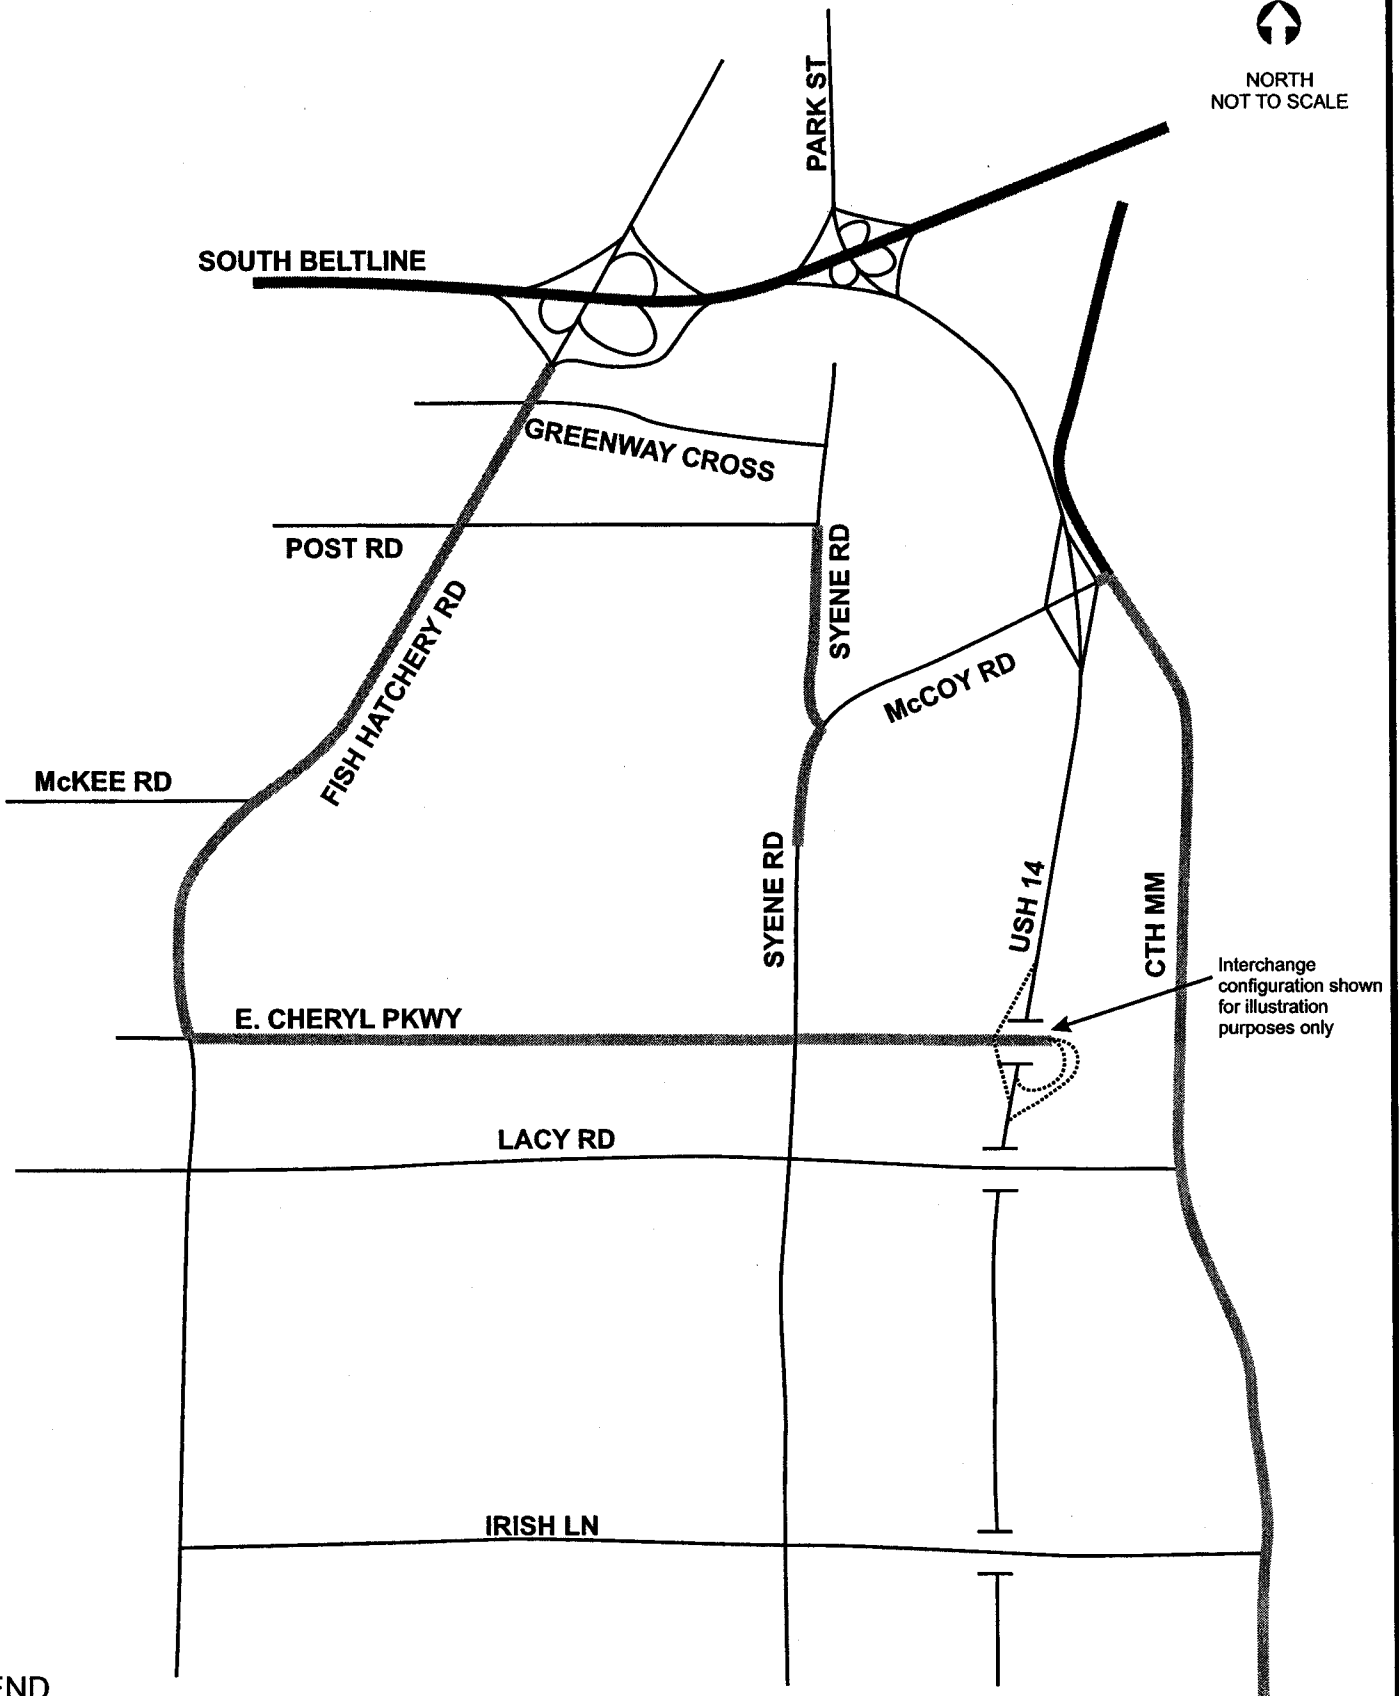 NORTH
NOT TO SCALE
PARK ST
SOUTH BELTLINE
GREENWAY CROSS
POST RD
SYENE RD
FISH HATCHERY RD
McCOY RD
McKEE RD
SYENE RD
USH 14
CTH MM
Interchange
configuration shown
for illustration
purposes only
E. CHERYL PKWY
LACY RD
IRISH LN
END